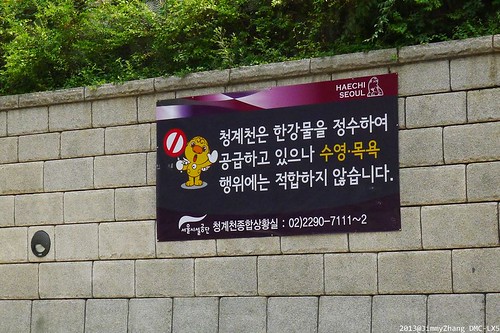 HAECHI
SEOUL
청계천은 한강물을 정수하여
공급하고 있으나 수영·목욕
행위에는 적합하지 않습니다.
서울시설공단 청계천종합상황실 : 02)2290-7111~2
2013@JimmyZhang DMC-LX5